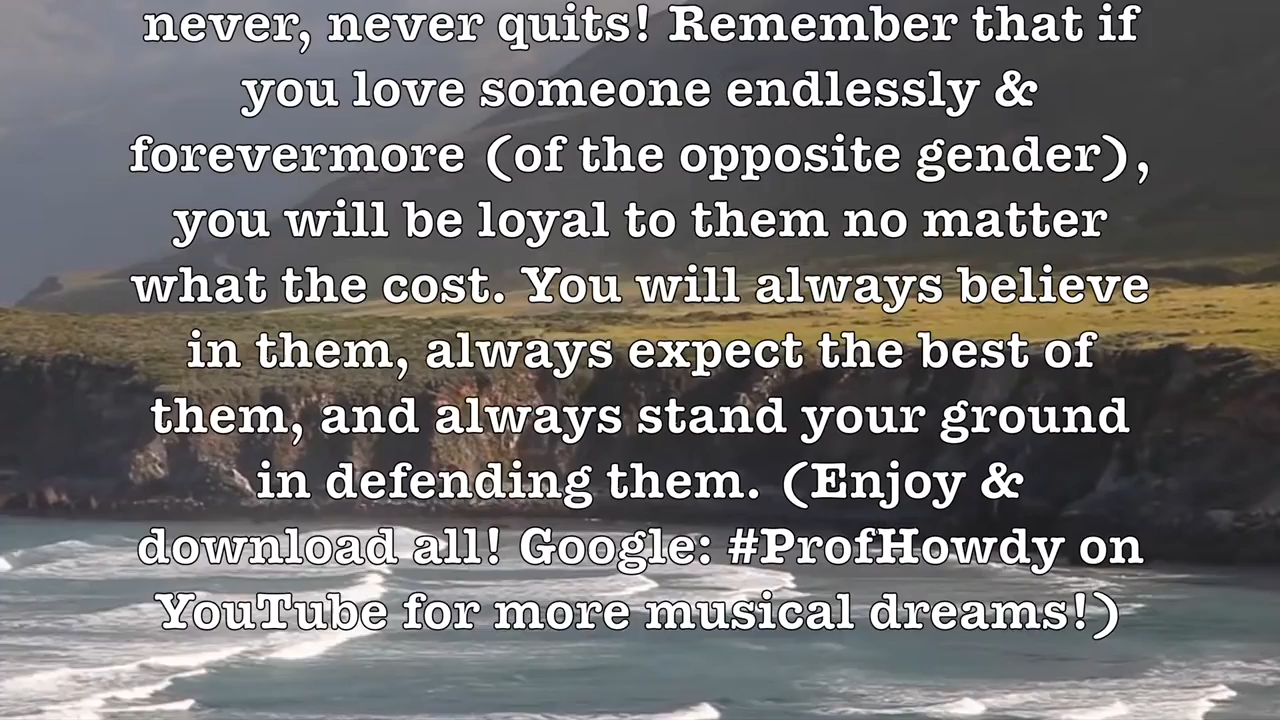 never, never quits! Remember that if
you love someone endlessly &
forevermore (of the opposite gender),
you will be loyal to them no matter
what the cost. You will always believe
in them, always expect the best of
them, and always stand your ground
in defending them. (Enjoy &
download all! Google: #ProfHowdy on
YouTube for more musical dreams!)